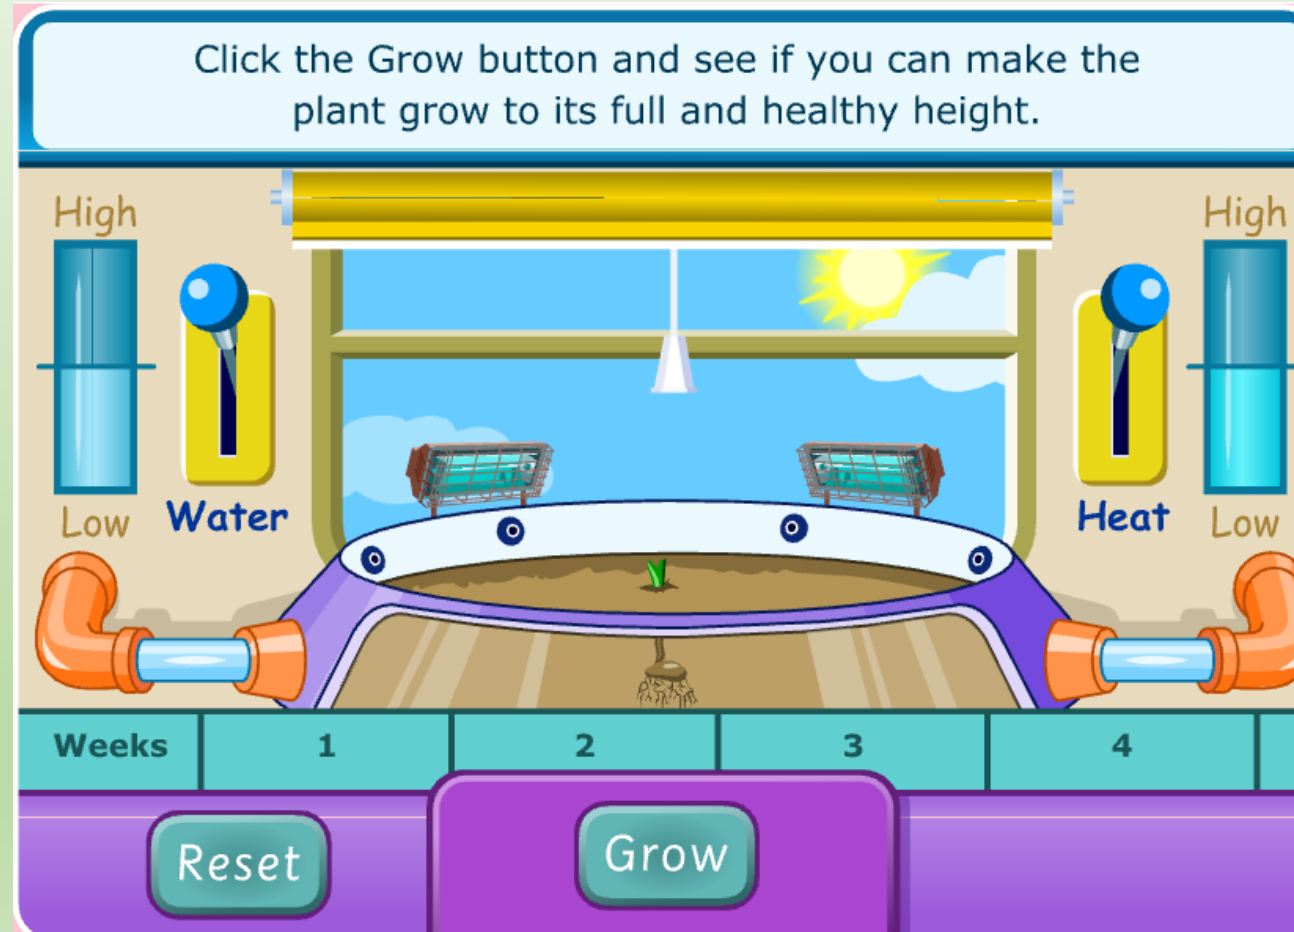 Click the Grow button and see if you can make the
plant grow to its full and healthy height.
High
High
Low
Water
Heat
Low
Weeks
1
2
3
4
Reset
Grow